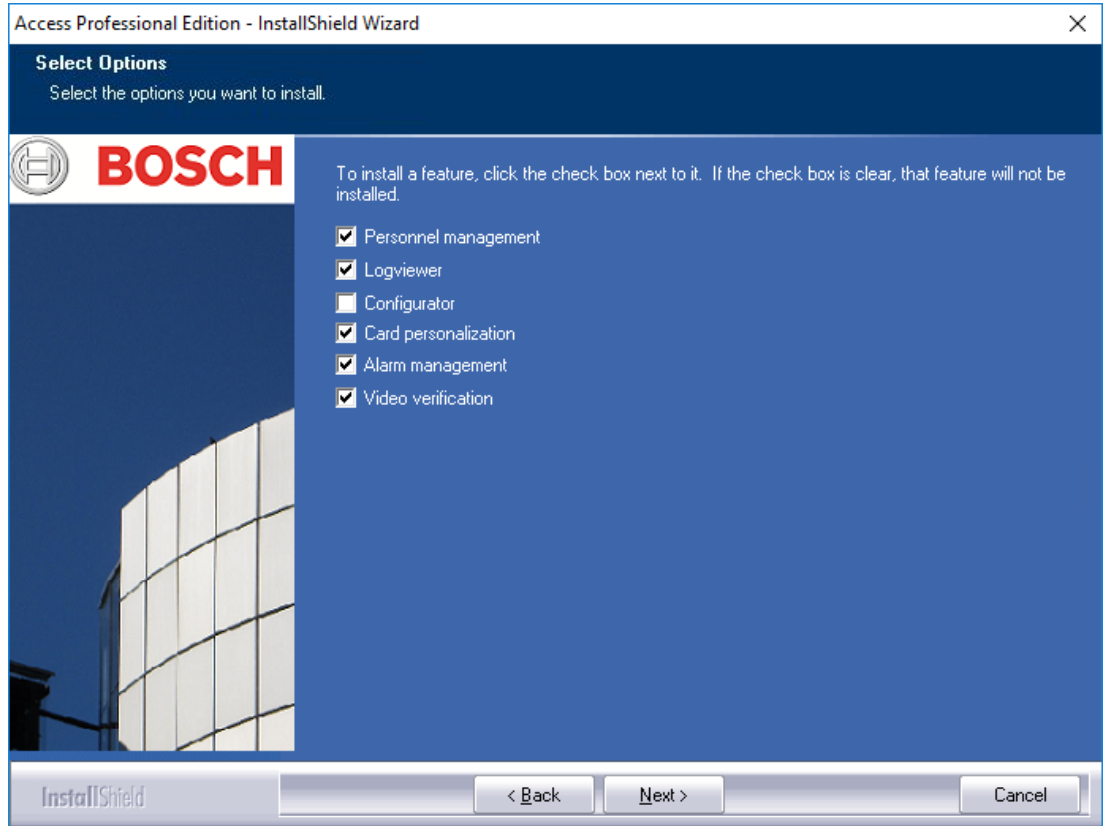 Access Professional Edition - InstallShield Wizard
Select Options
Select the options you want to install.
BOSCH
To install a feature, click the check box next to it. If the check box is clear, that feature will not be
installed.
Personnel management
Logviewer
Configurator
Card personalization
Alarm management
Video verification
InstallShield
< Back
Next >
Cancel